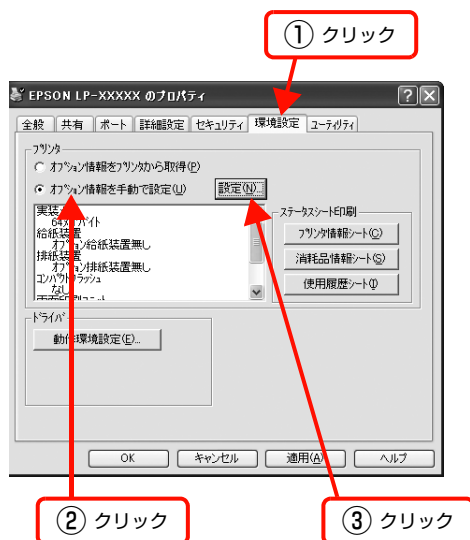 ① クリック
EPSON LP-XXXXX のプロパティ
全般 共有 ポート 詳細設定 セキュリティ 環境設定 ユーティリティ
プリンタ
オプション情報をプリンタから取得(P)
オプション情報を手動で設定(U) 設定(N)...
64メガバイト
給紙装置
オプション給紙装置無し
排紙装置
オプション排紙装置無し
コンパクトフラッシュ
なし
ステータスシート印刷
プリンタ情報シート(C)
消耗品情報シート(S)
使用履歴シート(I)
ドライバ
動作環境設定(E)...
OK キャンセル 適用(A) ヘルプ
② クリック
③ クリック